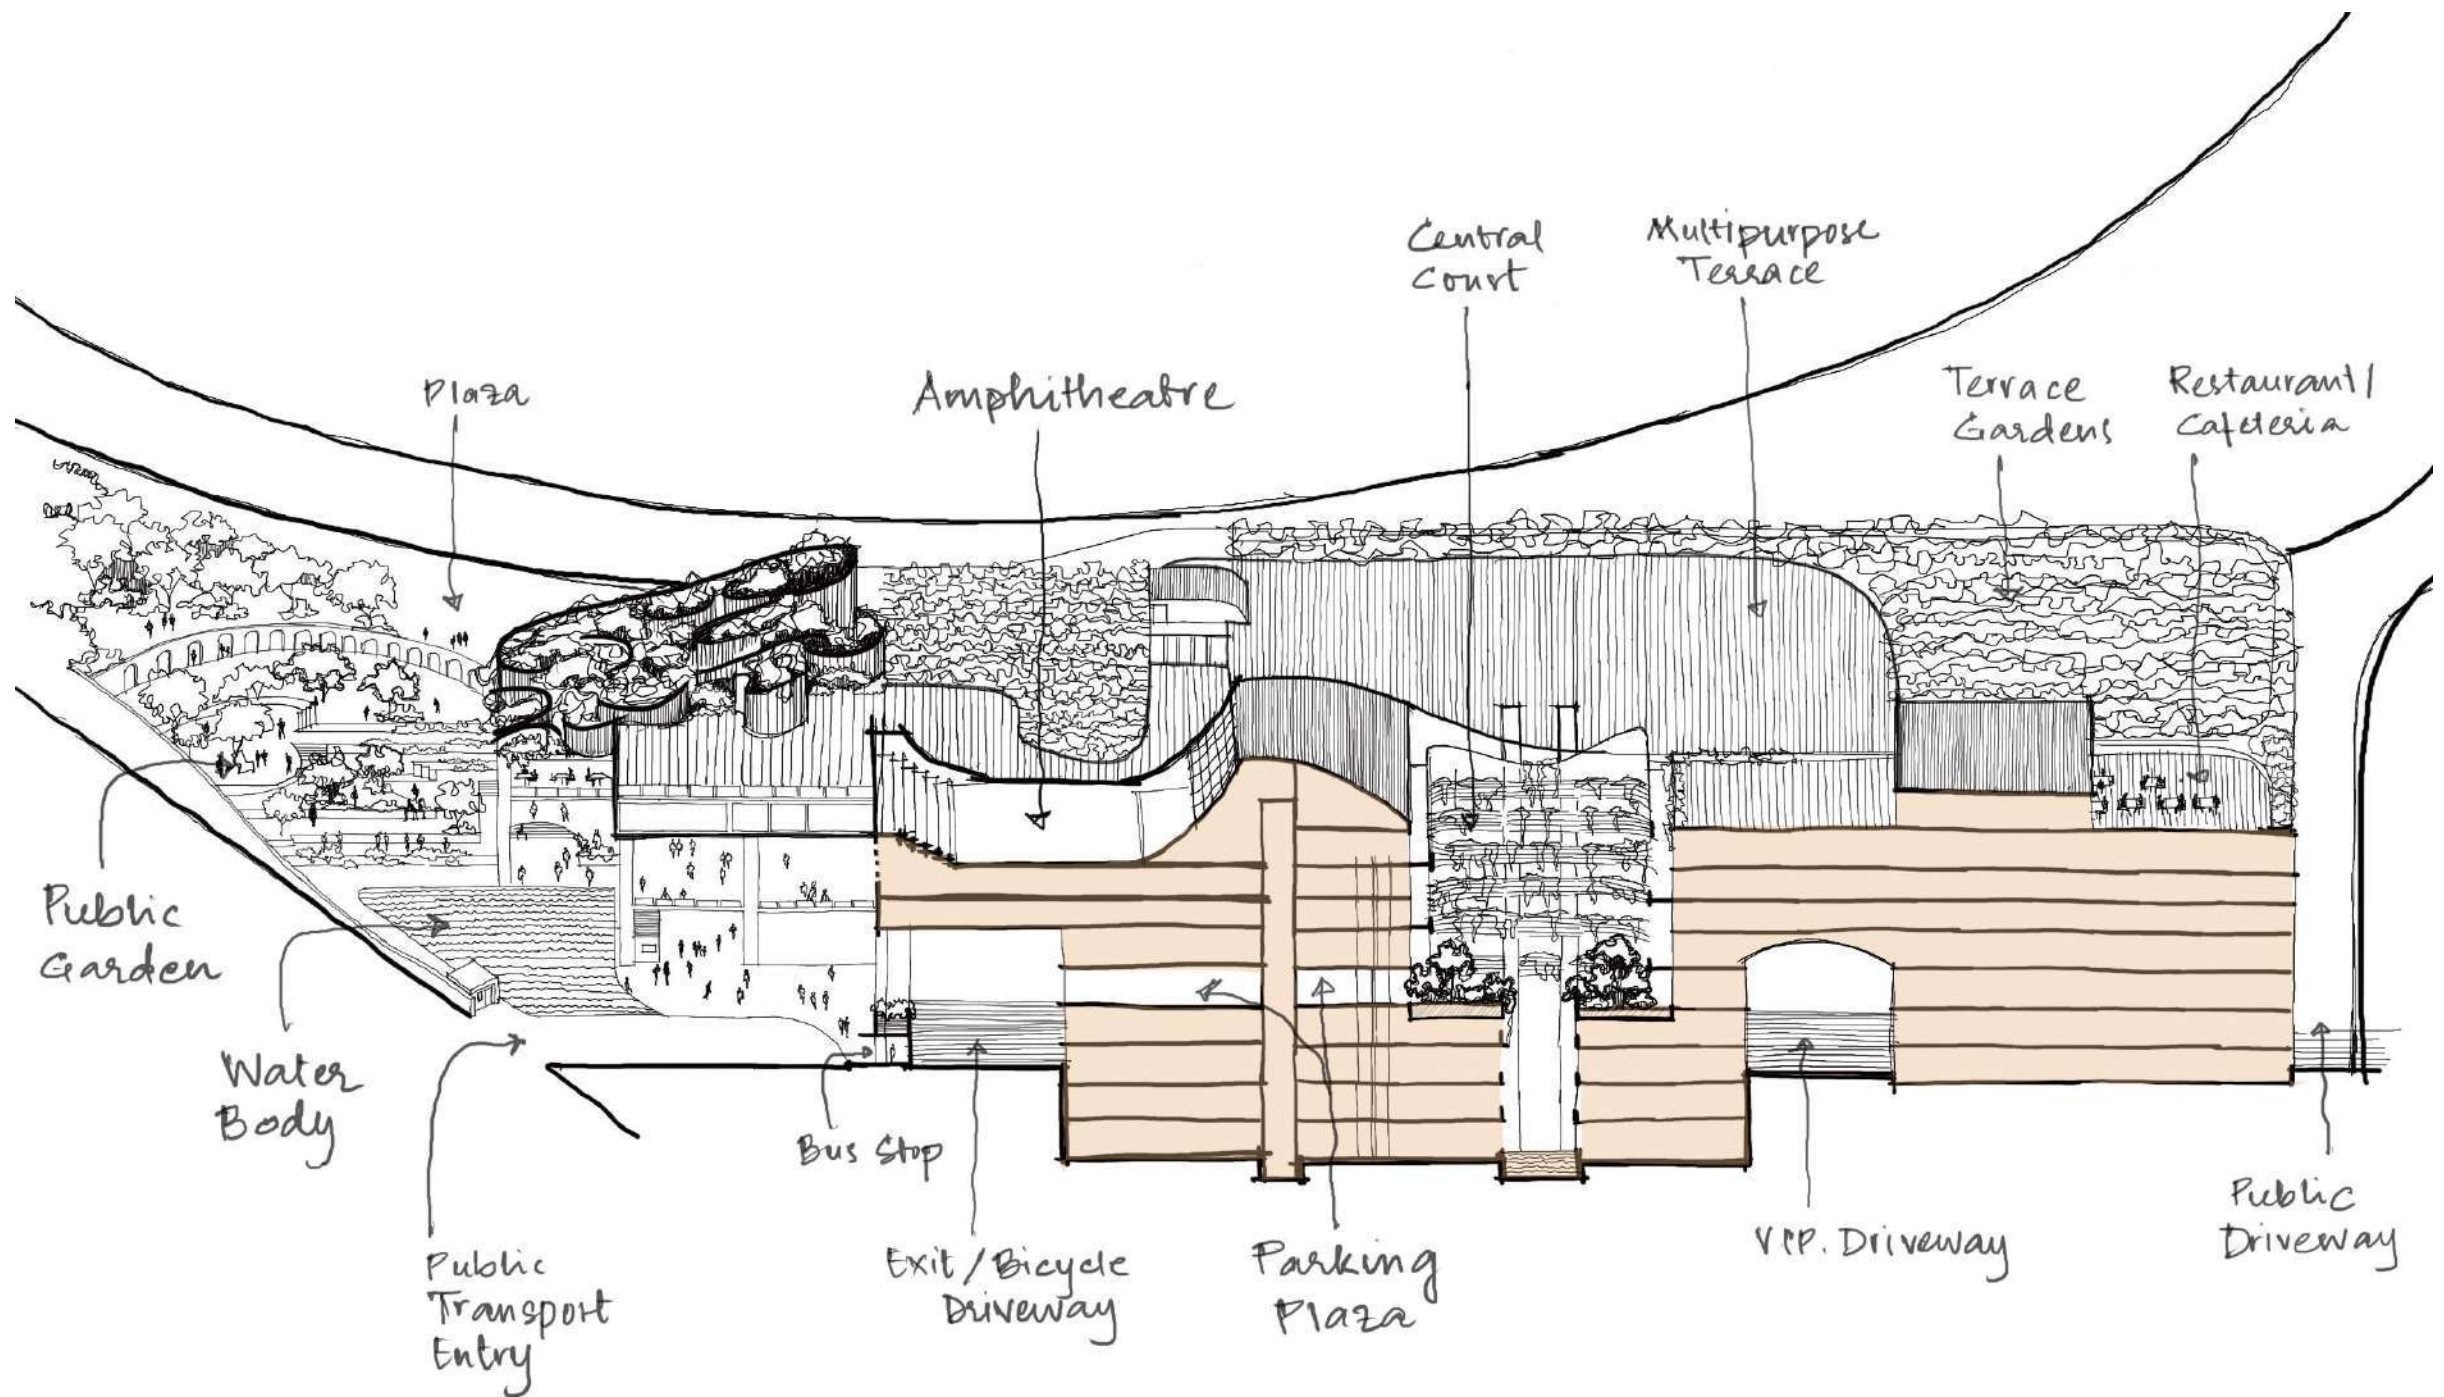 Central
Court
Multipurpose
Terrace
Plaza
Amphitheatre
Terrace
Gardens
Restaurant/
Cafeteria
Public
Garden
Water
Body
Bus Stop
Public
Transport
Entry
Exit/Bicycle
Driveway
Parking
Plaza
V.I.P. Driveway
Public
Driveway